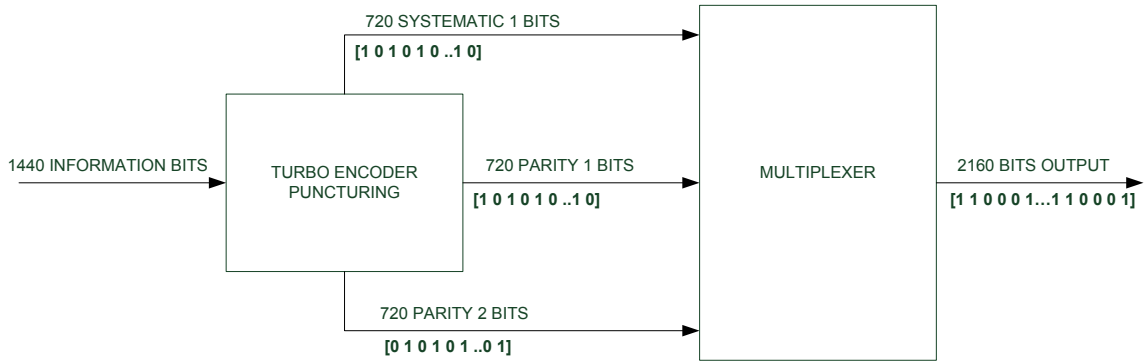 720 SYSTEMATIC 1 BITS
[1 0 1 0 1 0 ..1 0]
1440 INFORMATION BITS
TURBO ENCODER
PUNCTURING
720 PARITY 1 BITS
[1 0 1 0 1 0 ..1 0]
MULTIPLEXER
2160 BITS OUTPUT
[1 1 0 0 0 1...1 1 0 0 0 1]
720 PARITY 2 BITS
[0 1 0 1 0 1 ..0 1]